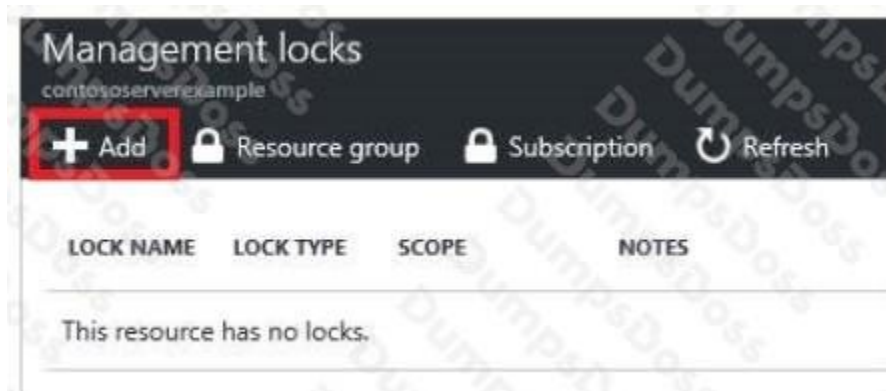 Management locks
contososerverexample
Add Resource group Subscription Refresh
LOCK NAME LOCK TYPE SCOPE NOTES
This resource has no locks.
DumpsDoss